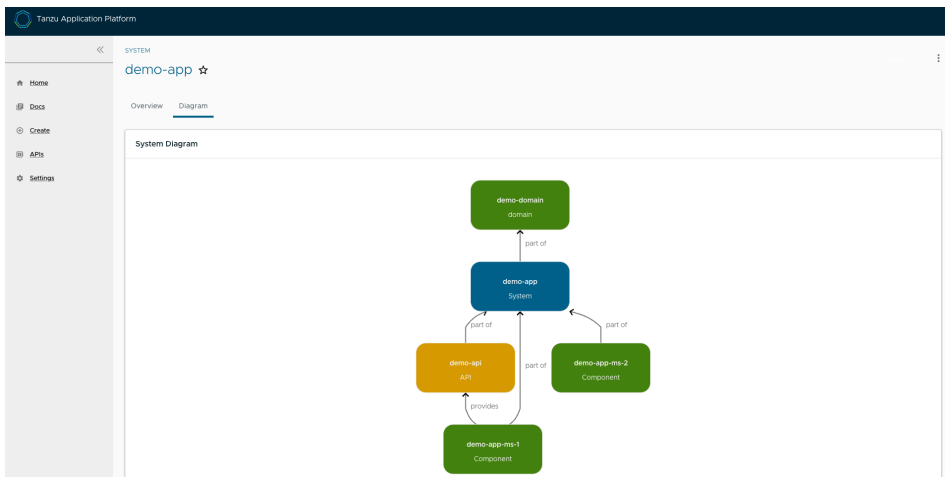 Tanzu Application Platform
SYSTEM
demo-app
Home
Docs
Create
APIs
Settings
Overview Diagram
System Diagram
demo-domain
domain
part of
demo-app
System
part of
part of
demo-api
API
part of
demo-app-ms-2
Component
provides
demo-app-ms-1
Component